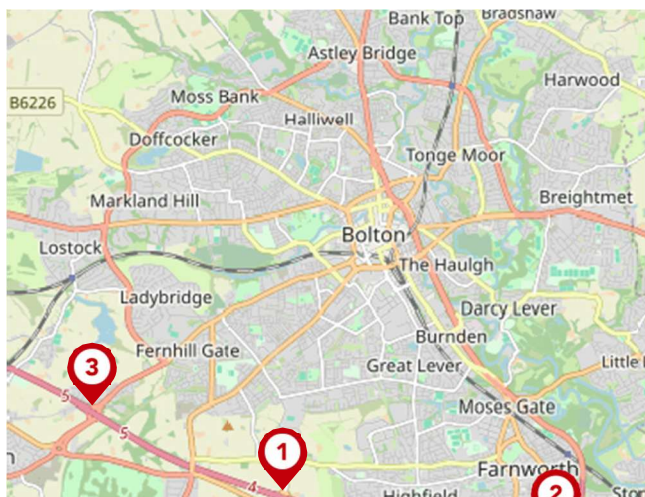 Bank Top
Bradshaw
Astley Bridge
Harwood
Moss Bank
B6226
Halliwell
Doffcocker
Tonge Moor
Markland Hill
Breightmet
Bolton
Lostock
The Haulgh
Ladybridge
Darcy Lever
Burnden
Fernhill Gate
Great Lever
Little
3
5
Moses Gate
5
1
Farnworth
4
2
Highfield
Ston